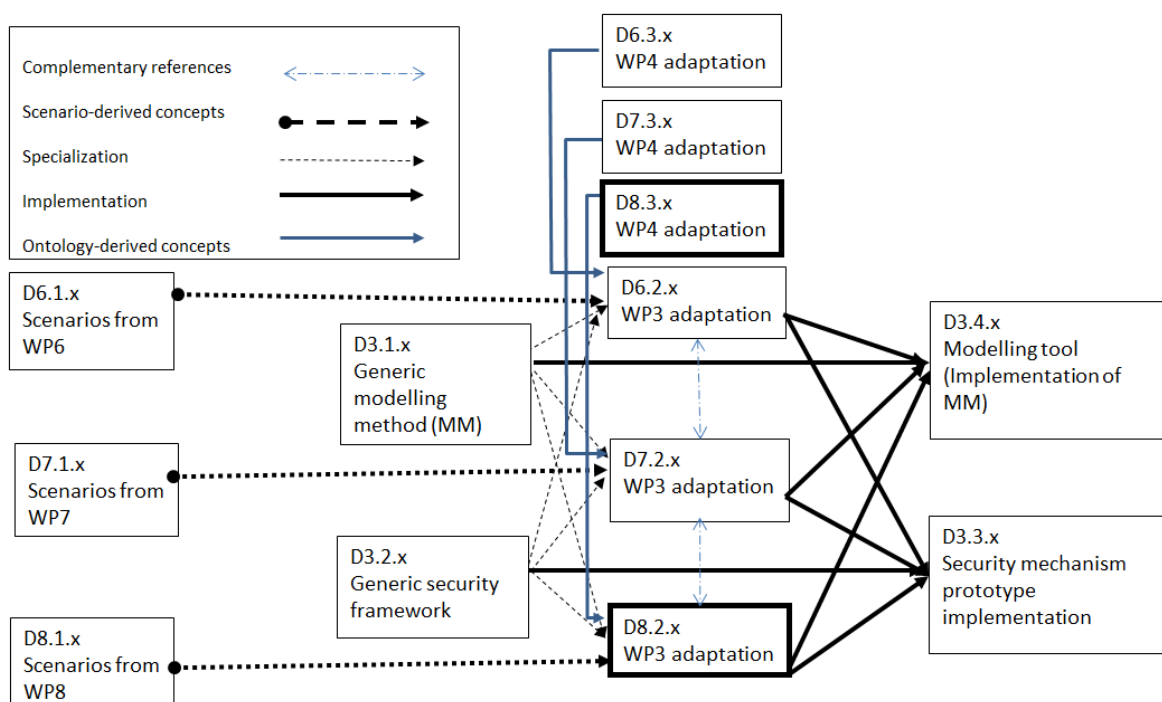 Complementary references
Scenario-derived concepts
Specialization
Implementation
Ontology-derived concepts
D6.3.x
WP4 adaptation
D7.3.x
WP4 adaptation
D8.3.x
WP4 adaptation
D6.1.x
Scenarios from
WP6
D6.2.x
WP3 adaptation
D3.1.x
Generic
modelling
method (MM)
D3.4.x
Modelling tool
(Implementation of
MM)
D7.1.x
Scenarios from
WP7
D7.2.x
WP3 adaptation
D3.2.x
Generic security
framework
D3.3.x
Security mechanism
prototype
implementation
D8.1.x
Scenarios from
WP8
D8.2.x
WP3 adaptation